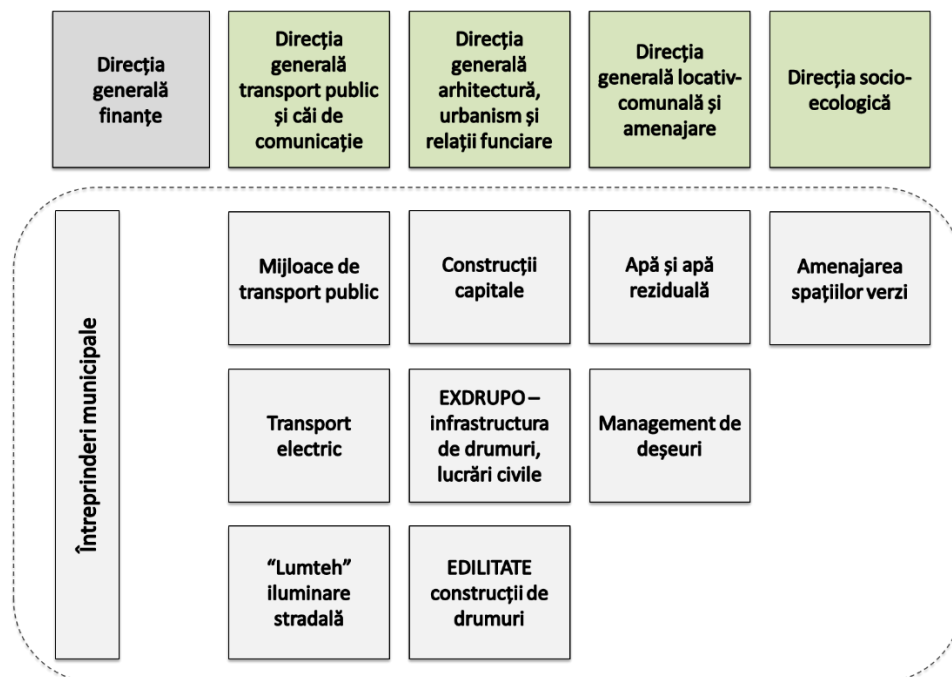 Direcția
generală
finanțe
Direcția
generală
transport public
și căi de
comunicație
Direcția
generală
arhitectură,
urbanism și
relații funciare
Direcția
generală locativ-
comunală și
amenajare
Direcția socio-
ecologică
Întreprinderi municipale
Mijloace de
transport public
Construcții
capitale
Apă și apă
reziduală
Amenajarea
spațiilor verzi
Transport
electric
EXDRUPO –
infrastructura
de drumuri,
lucrări civile
Management de
deșeuri
“Lumteh”
iluminare
stradală
EDILITATE
construcții de
drumuri